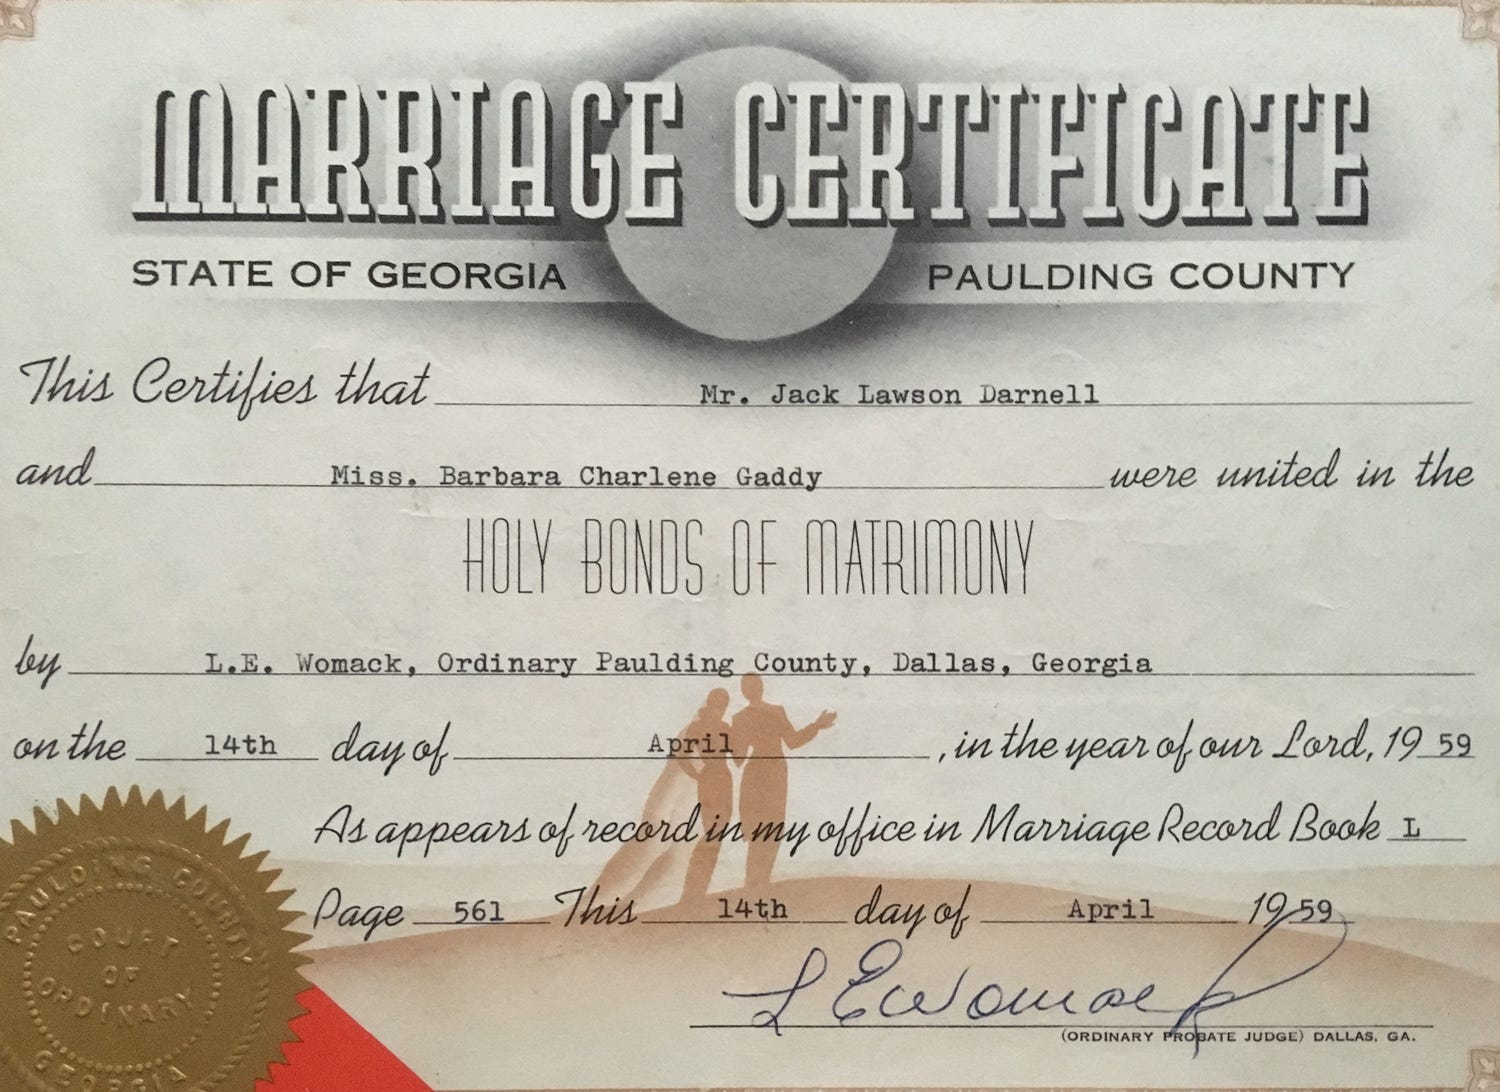 MARRIAGE CERTIFICATE
STATE OF GEORGIA PAULDING COUNTY
This Certifies that Mr. Jack Lawson Darnell
and Miss. Barbara Charlene Gaddy were united in the
HOLY BONDS OF MATRIMONY
by L.E. Womack, Ordinary Paulding County, Dallas, Georgia
on the 14th day of April, in the year of our Lord, 19 59
As appears of record in my office in Marriage Record Book L
Page 561 This 14th day of April 19 59
L E Womack
(ORDINARY PROBATE JUDGE) DALLAS, GA.
PAULDING COUNTY
COURT
OF
ORDINARY
GEORGIA